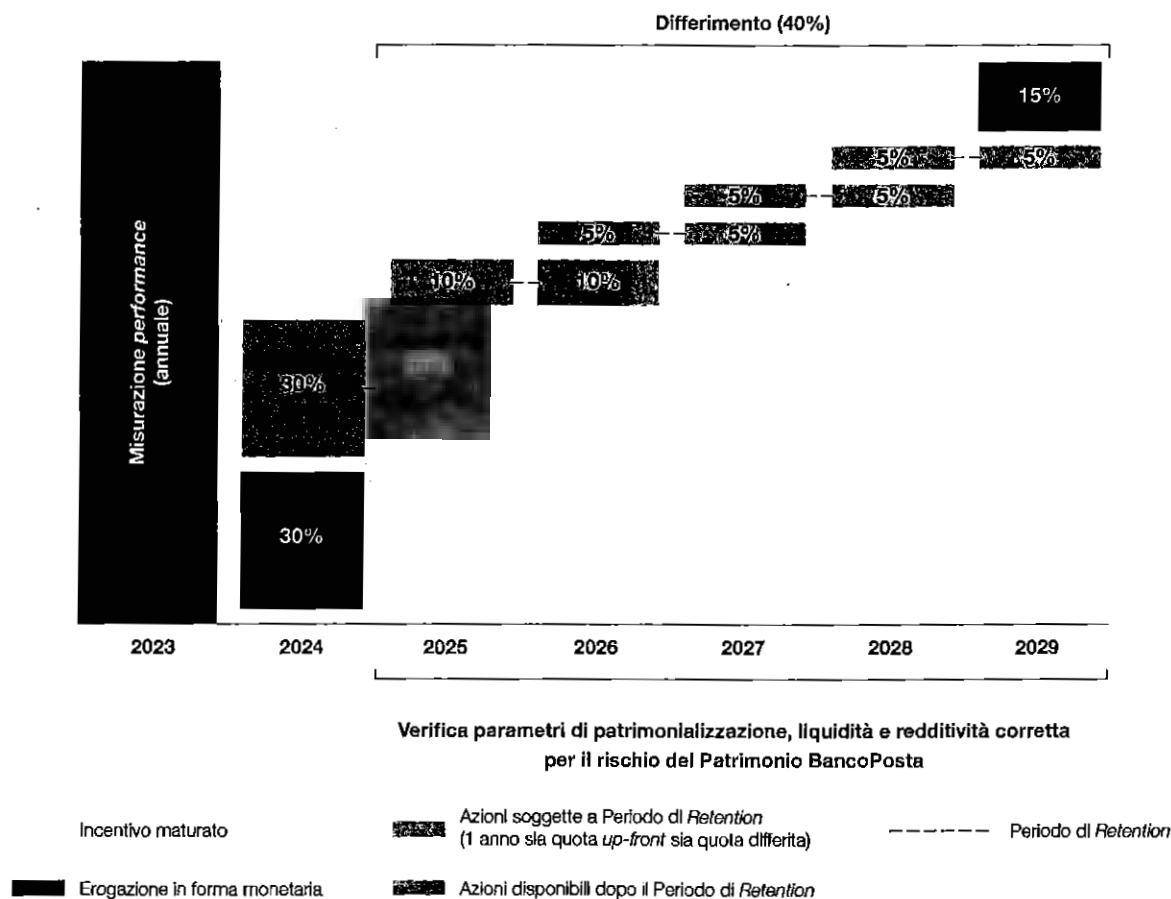 Differimento (40%)
15%
5% 5%
5% 5%
5% 5%
10% 10%
30%
30%
Misurazione performance
(annuale)
2023 2024 2025 2026 2027 2028 2029
Verifica parametri di patrimonializzazione, liquidità e redditività corretta
per il rischio del Patrimonio BancoPosta
Incentivo maturato
Azioni soggette a Periodo di Retention
(1 anno sia quota up-front sia quota differita)
Periodo di Retention
Erogazione in forma monetaria
Azioni disponibili dopo il Periodo di Retention